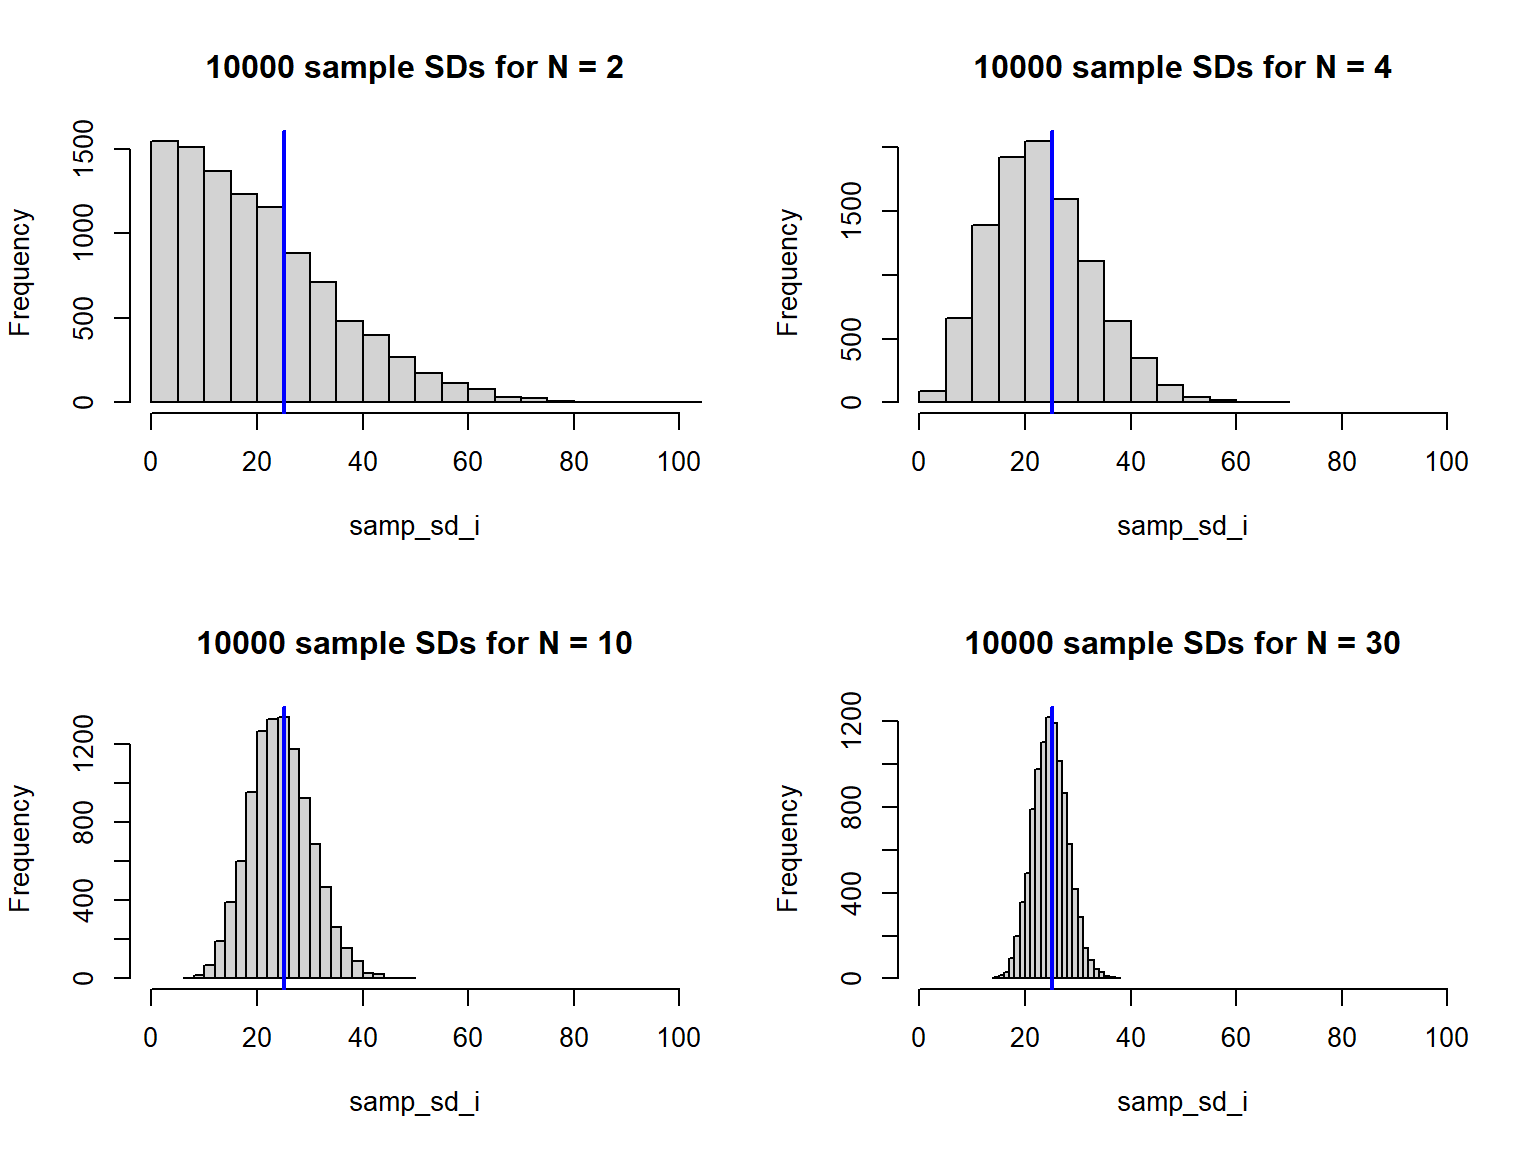 10000 sample SDs for N = 2
Frequency
0 500 1000 1500
0 20 40 60 80 100
samp_sd_i
10000 sample SDs for N = 4
Frequency
0 500 1500
0 20 40 60 80 100
samp_sd_i
10000 sample SDs for N = 10
Frequency
0 400 800 1200
0 20 40 60 80 100
samp_sd_i
10000 sample SDs for N = 30
Frequency
0 400 800 1200
0 20 40 60 80 100
samp_sd_i